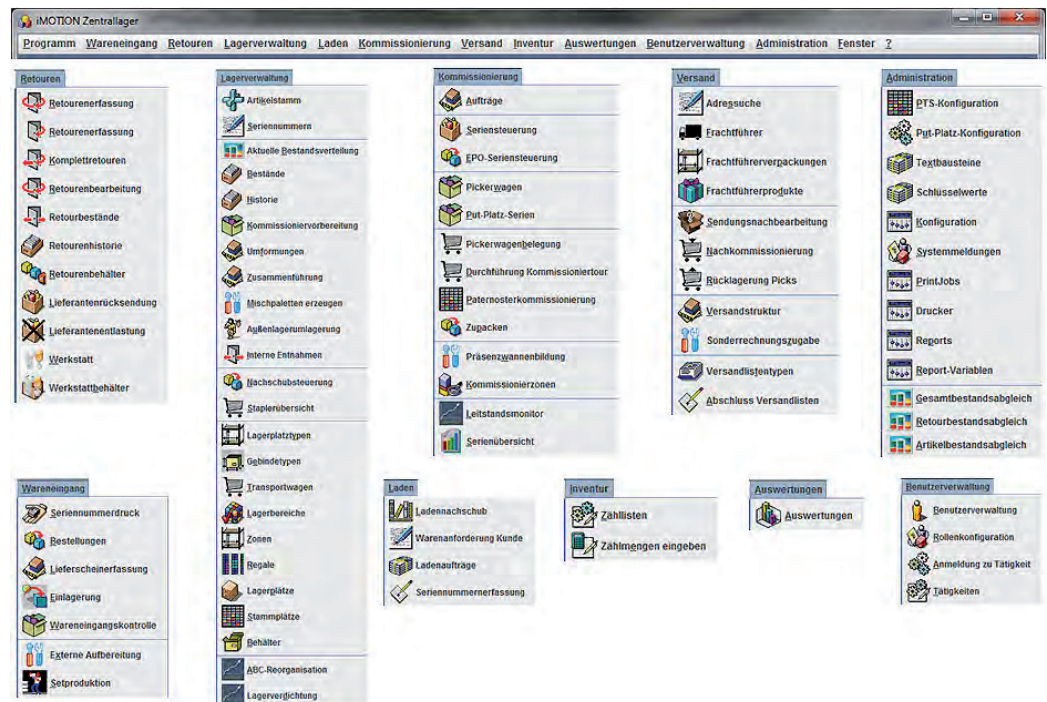 iMOTION Zentrallager
Programm Wareneingang Retouren Lagerverwaltung Laden Kommissionierung Versand Inventur Auswertungen Benutzerverwaltung Administration Fenster ?
Retouren
Retourenerfassung
Retourenerfassung
Komplettretouren
Retourenbearbeitung
Retourbestände
Retourenhistorie
Retourenbehälter
Lieferantenrücksendung
Lieferantenentlastung
Werkstatt
Werkstattbehälter
Lagerverwaltung
Artikelstamm
Seriennummern
Aktuelle Bestandsverteilung
Bestände
Historie
Kommissioniervorbereitung
Umformungen
Zusammenführung
Mischpaletten erzeugen
Außenlagerumlagerung
Interne Entnahmen
Nachschubsteuerung
Staplerübersicht
Lagerplatztypen
Gebindetypen
Transportwagen
Lagerbereiche
Zonen
Regale
Lagerplätze
Stammplätze
Behälter
ABC-Reorganisation
Lagerverdichtung
Kommissionierung
Aufträge
Seriensteuerung
EPO-Seriensteuerung
Pickerwagen
Put-Platz-Serien
Pickerwagenbelegung
Durchführung Kommissioniertour
Paternosterkommissionierung
Zupacken
Präsenzwannenbildung
Kommissionierzonen
Leitstandsmonitor
Serienübersicht
Versand
Adressuche
Frachtführer
Frachtführerverpackungen
Frachtführerprodukte
Sendungsnachbearbeitung
Nachkommissionierung
Rücklagerung Picks
Versandstruktur
Sonderrechnungszugabe
Versandlistentypen
Abschluss Versandlisten
Administration
PTS-Konfiguration
Put-Platz-Konfiguration
Textbausteine
Schlüsselwerte
Konfiguration
Systemmeldungen
PrintJobs
Drucker
Reports
Report-Variablen
Gesamtbestandsabgleich
Retourbestandsabgleich
Artikelbestandsabgleich
Wareneingang
Seriennummerdruck
Bestellungen
Lieferscheinerfassung
Einlagerung
Wareneingangskontrolle
Externe Aufbereitung
Setproduktion
Laden
Ladennachschub
Warenanforderung Kunde
Ladenaufträge
Seriennummernerfassung
Inventur
Zähllisten
Zählmengen eingeben
Auswertungen
Auswertungen
Benutzerverwaltung
Benutzerverwaltung
Rollenkonfiguration
Anmeldung zu Tätigkeit
Tätigkeiten